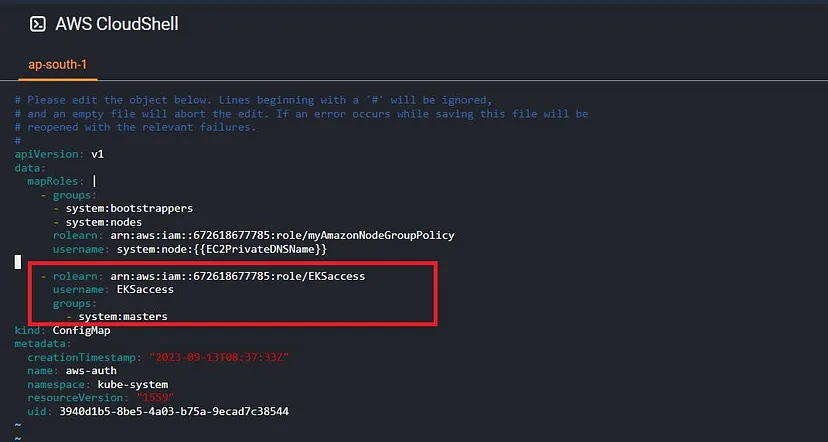 AWS CloudShell
ap-south-1
# Please edit the object below. Lines beginning with a '#' will be ignored,
# and an empty file will abort the edit. If an error occurs while saving this file will be
# reopened with the relevant failures.
#
apiVersion: v1
data:
  mapRoles: |
    - groups:
      - system:bootstrappers
      - system:nodes
      rolearn: arn:aws:iam::672618677785:role/myAmazonNodeGroupPolicy
      username: system:node:{{EC2PrivateDNSName}}
    - rolearn: arn:aws:iam::672618677785:role/EKSaccess
      username: EKSaccess
      groups:
        - system:masters
kind: ConfigMap
metadata:
  creationTimestamp: "2023-09-13T08:37:33Z"
  name: aws-auth
  namespace: kube-system
  resourceVersion: "1559"
  uid: 3940d1b5-8be5-4a03-b75a-9ecad7c38544
~
~